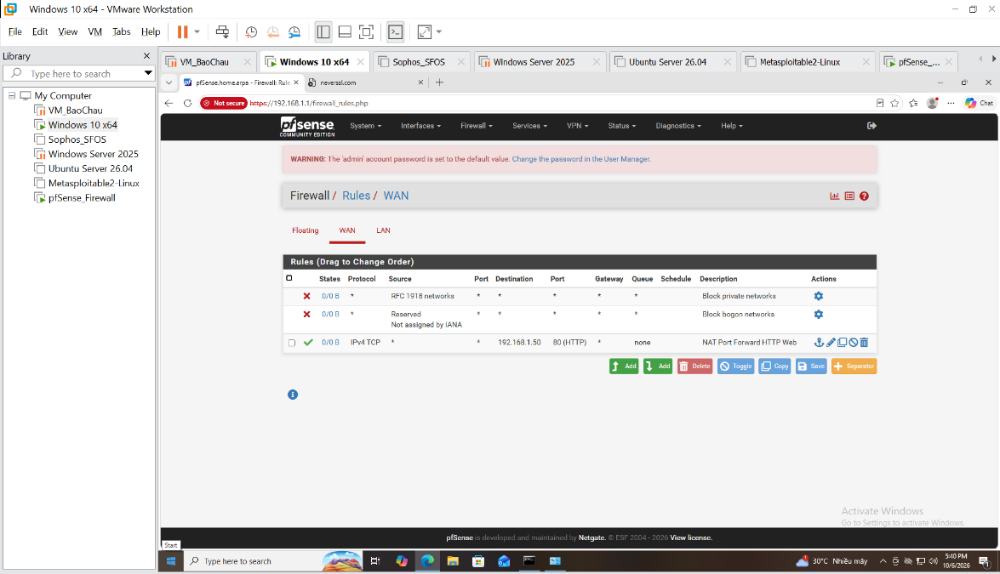 Windows 10 x64 - VMware Workstation
File Edit View VM Tabs Help
Library
Type here to search
My Computer
VM_BaoChau
Windows 10 x64
Sophos_SFOS
Windows Server 2025
Ubuntu Server 26.04
Metasploitable2-Linux
pfSense_Firewall
VM_BaoChau Windows 10 x64 Sophos_SFOS Windows Server 2025 Ubuntu Server 26.04 Metasploitable2-Linux pfSense_...
pfSense.home.arpa - Firewall: Rule neverssl.com
Not secure https://192.168.1.1/firewall_rules.php Chat
pfsense System Interfaces Firewall Services VPN Status Diagnostics Help
COMMUNITY EDITION
WARNING: The 'admin' account password is set to the default value. Change the password in the User Manager.
Firewall / Rules / WAN
Floating WAN LAN
Rules (Drag to Change Order)
States Protocol Source Port Destination Port Gateway Queue Schedule Description Actions
0/0 B * RFC 1918 networks * * * * * Block private networks
0/0 B * Reserved * * * * * Block bogon networks
Not assigned by IANA
0/0 B IPv4 TCP * * 192.168.1.50 80 (HTTP) * none NAT Port Forward HTTP Web
Add Add Delete Toggle Copy Save Separator
Activate Windows
Go to Settings to activate Windows.
pfSense is developed and maintained by Netgate. © ESF 2004 - 2026 View license.
Start
Type here to search
30°C Nhiều mây
5:40 PM
10/6/2026